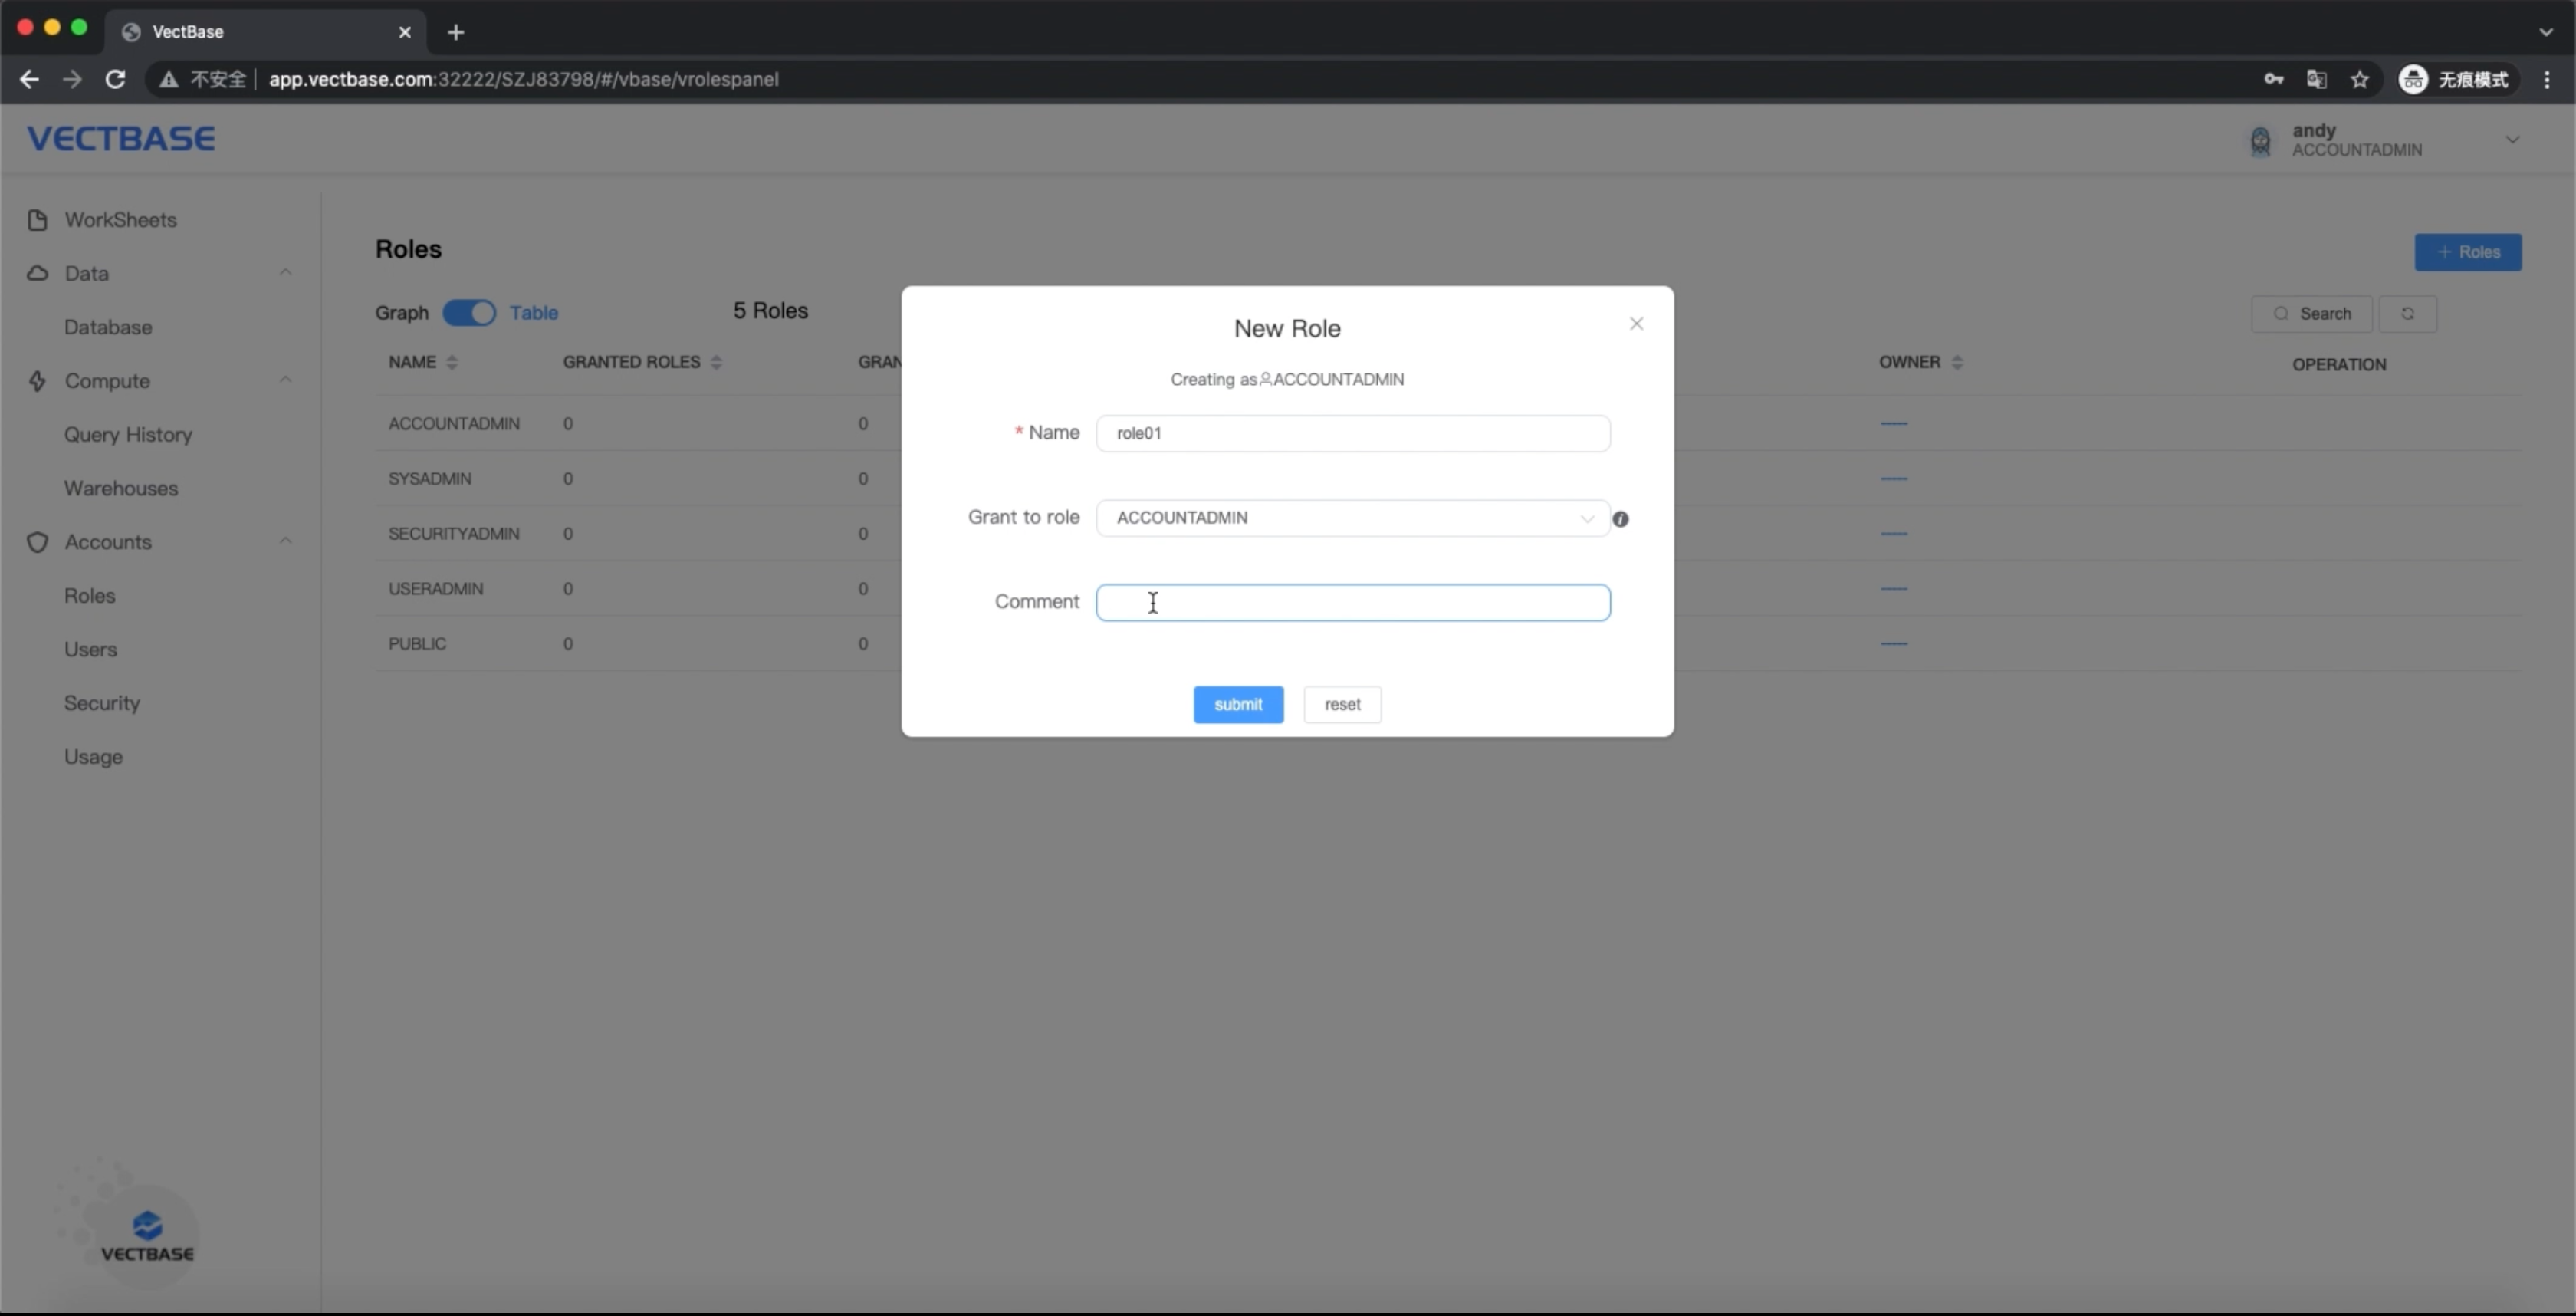 VectBase
不安全 app.vectbase.com:32222/SZJ83798/#/vbase/vrolespanel
无痕模式
VECTBASE
andy
ACCOUNTADMIN
WorkSheets
Data
Database
Compute
Query History
Warehouses
Accounts
Roles
Users
Security
Usage
VECTBASE
Roles
+ Roles
Graph Table 5 Roles
Search
NAME GRANTED ROLES GRAN OWNER OPERATION
ACCOUNTADMIN 0 0 —
SYSADMIN 0 0 —
SECURITYADMIN 0 0 —
USERADMIN 0 0 —
PUBLIC 0 0 —
New Role
Creating as ACCOUNTADMIN
* Name role01
Grant to role ACCOUNTADMIN
Comment
submit reset